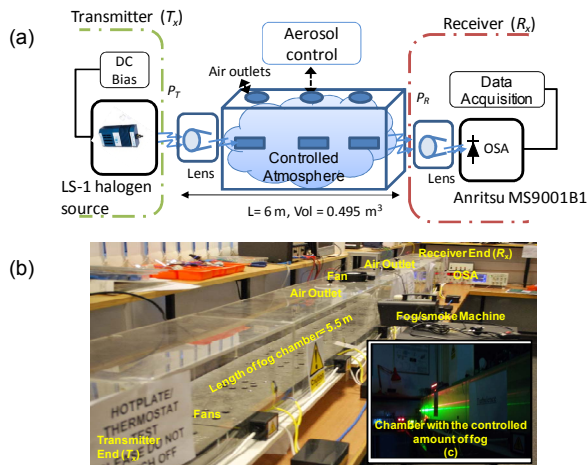 (a)
Transmitter (Tx)
DC
Bias
PT
LS-1 halogen
source
Lens
Air outlets
Aerosol
control
Controlled
Atmosphere
L= 6 m, Vol = 0.495 m³
Receiver (Rx)
PR
Data
Acquisition
OSA
Lens
Anritsu MS9001B1
(b)
Receiver End (Rx)
Air Outlet
OSA
Fan
Air Outlet
Fog/smoke Machine
Length of fog chamber= 5.5 m
Fans
HOTPLATE/
THERMOSTAT
Transmitter
End (Tx)
Chamber with the controlled
amount of fog
(c)